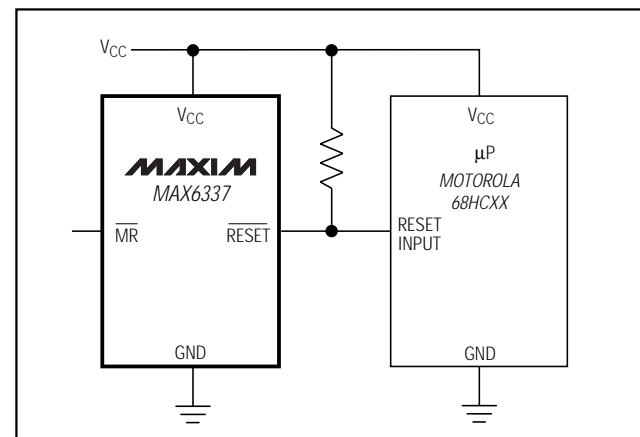 VCC
VCC
MAXIM
MAX6337
MR
RESET
GND
VCC
µP
MOTOROLA
68HCXX
RESET
INPUT
GND